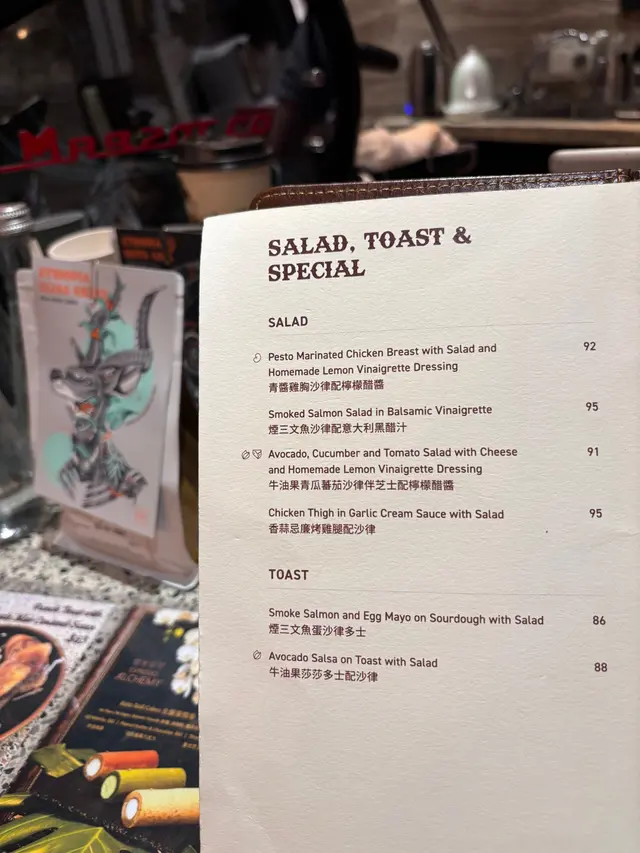 SALAD, TOAST &
SPECIAL
SALAD
Pesto Marinated Chicken Breast with Salad and 92
Homemade Lemon Vinaigrette Dressing
青醬雞胸沙律配檸檬醋醬
Smoked Salmon Salad in Balsamic Vinaigrette 95
煙三文魚沙律配意大利黑醋汁
Avocado, Cucumber and Tomato Salad with Cheese 91
and Homemade Lemon Vinaigrette Dressing
牛油果青瓜蕃茄沙律伴芝士配檸檬醋醬
Chicken Thigh in Garlic Cream Sauce with Salad 95
香蒜忌廉烤雞腿配沙律
TOAST
Smoke Salmon and Egg Mayo on Sourdough with Salad 86
煙三文魚蛋沙律多士
Avocado Salsa on Toast with Salad 88
牛油果莎莎多士配沙律
ALCHEMY